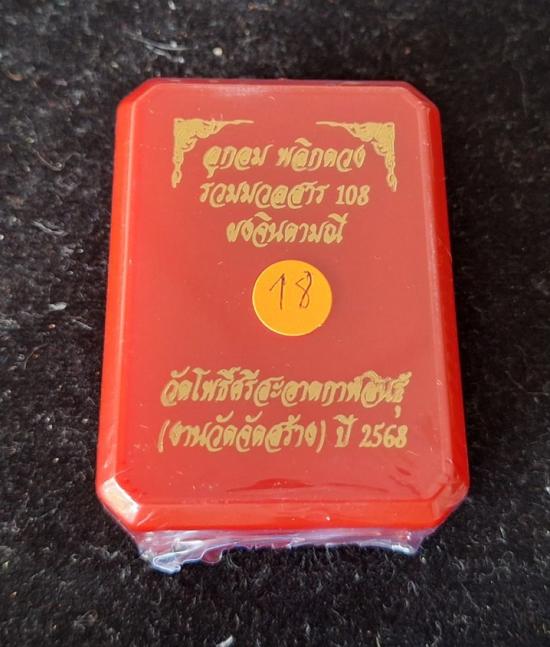 ลูกอม พลิกดวง
รวมมวลสาร 108
ผงจินดามณี
18
วัดโพธิ์ศรีสะอาดกาฬสินธุ์
(งานวัดจัดสร้าง) ปี 2568